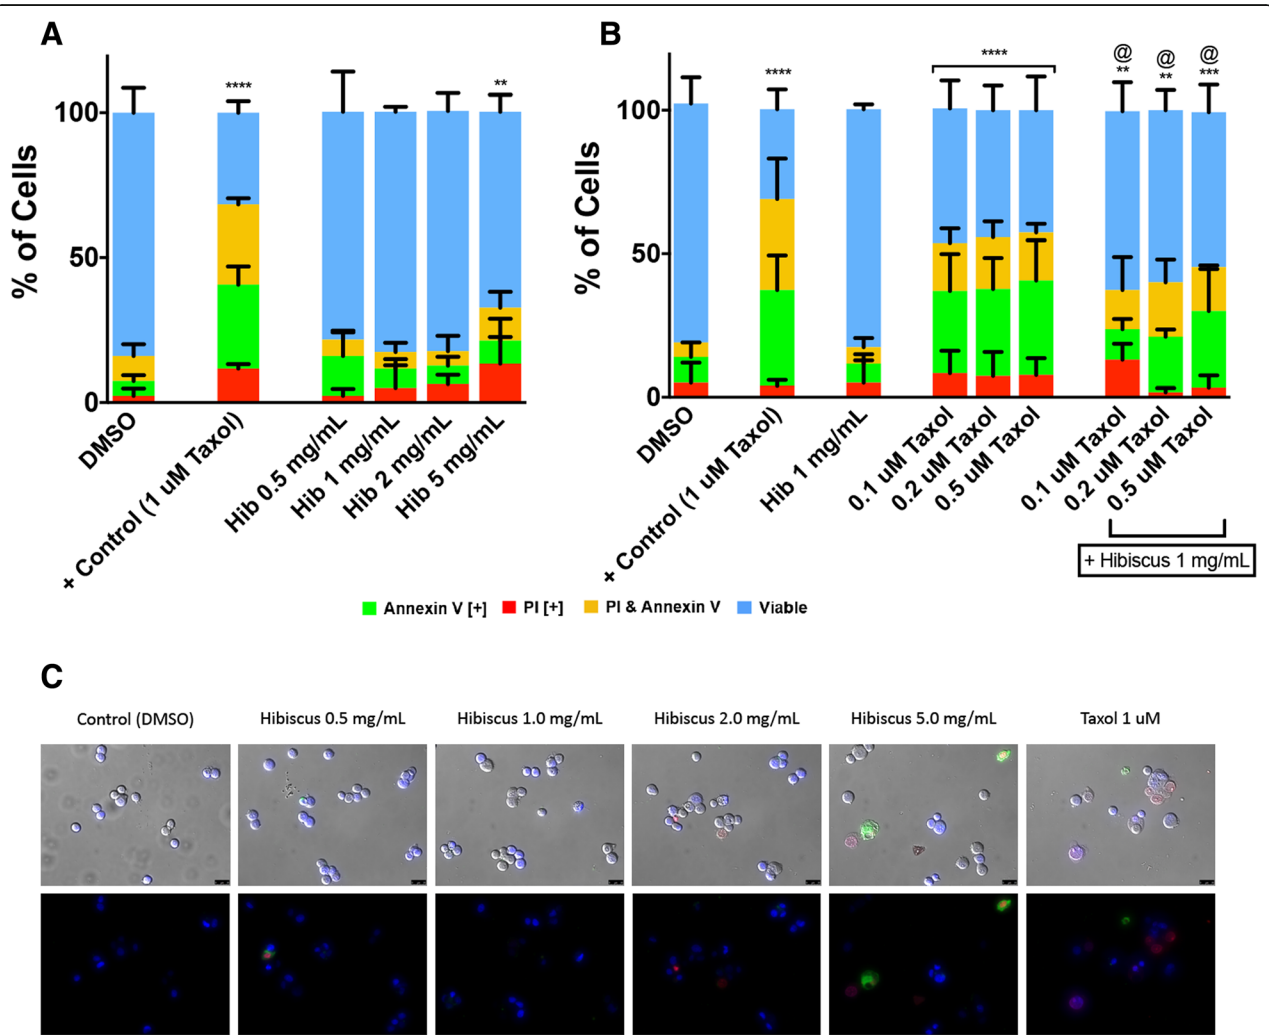 A
B
% of Cells
100
50
0
****
**
DMSO
+ Control (1 uM Taxol)
Hib 0.5 mg/mL
Hib 1 mg/mL
Hib 2 mg/mL
Hib 5 mg/mL
% of Cells
100
50
0
****
****
@
**
@
**
@
***
DMSO
+ Control (1 uM Taxol)
Hib 1 mg/mL
0.1 uM Taxol
0.2 uM Taxol
0.5 uM Taxol
0.1 uM Taxol
0.2 uM Taxol
0.5 uM Taxol
+ Hibiscus 1 mg/mL
Annexin V [+] PI [+] PI & Annexin V Viable
C
Control (DMSO) Hibiscus 0.5 mg/mL Hibiscus 1.0 mg/mL Hibiscus 2.0 mg/mL Hibiscus 5.0 mg/mL Taxol 1 uM